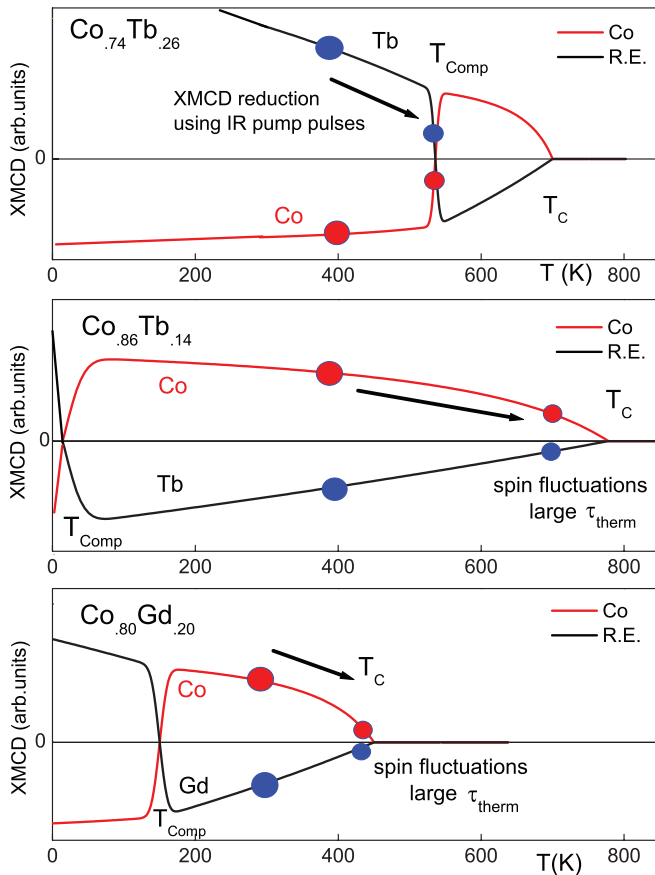 Co.74Tb.26
Tb
TComp
Co
R.E.
XMCD reduction
using IR pump pulses
XMCD (arb.units)
0
Co
TC
0 200 400 600 800
T (K)
Co.86Tb.14
Co
R.E.
XMCD (arb.units)
Co
TC
0
Tb
spin fluctuations
large τtherm
TComp
0 200 400 600 800
Co.80Gd.20
Co
R.E.
XMCD (arb.units)
Co
TC
0
spin fluctuations
large τtherm
Gd
TComp
0 200 400 600 800
T(K)